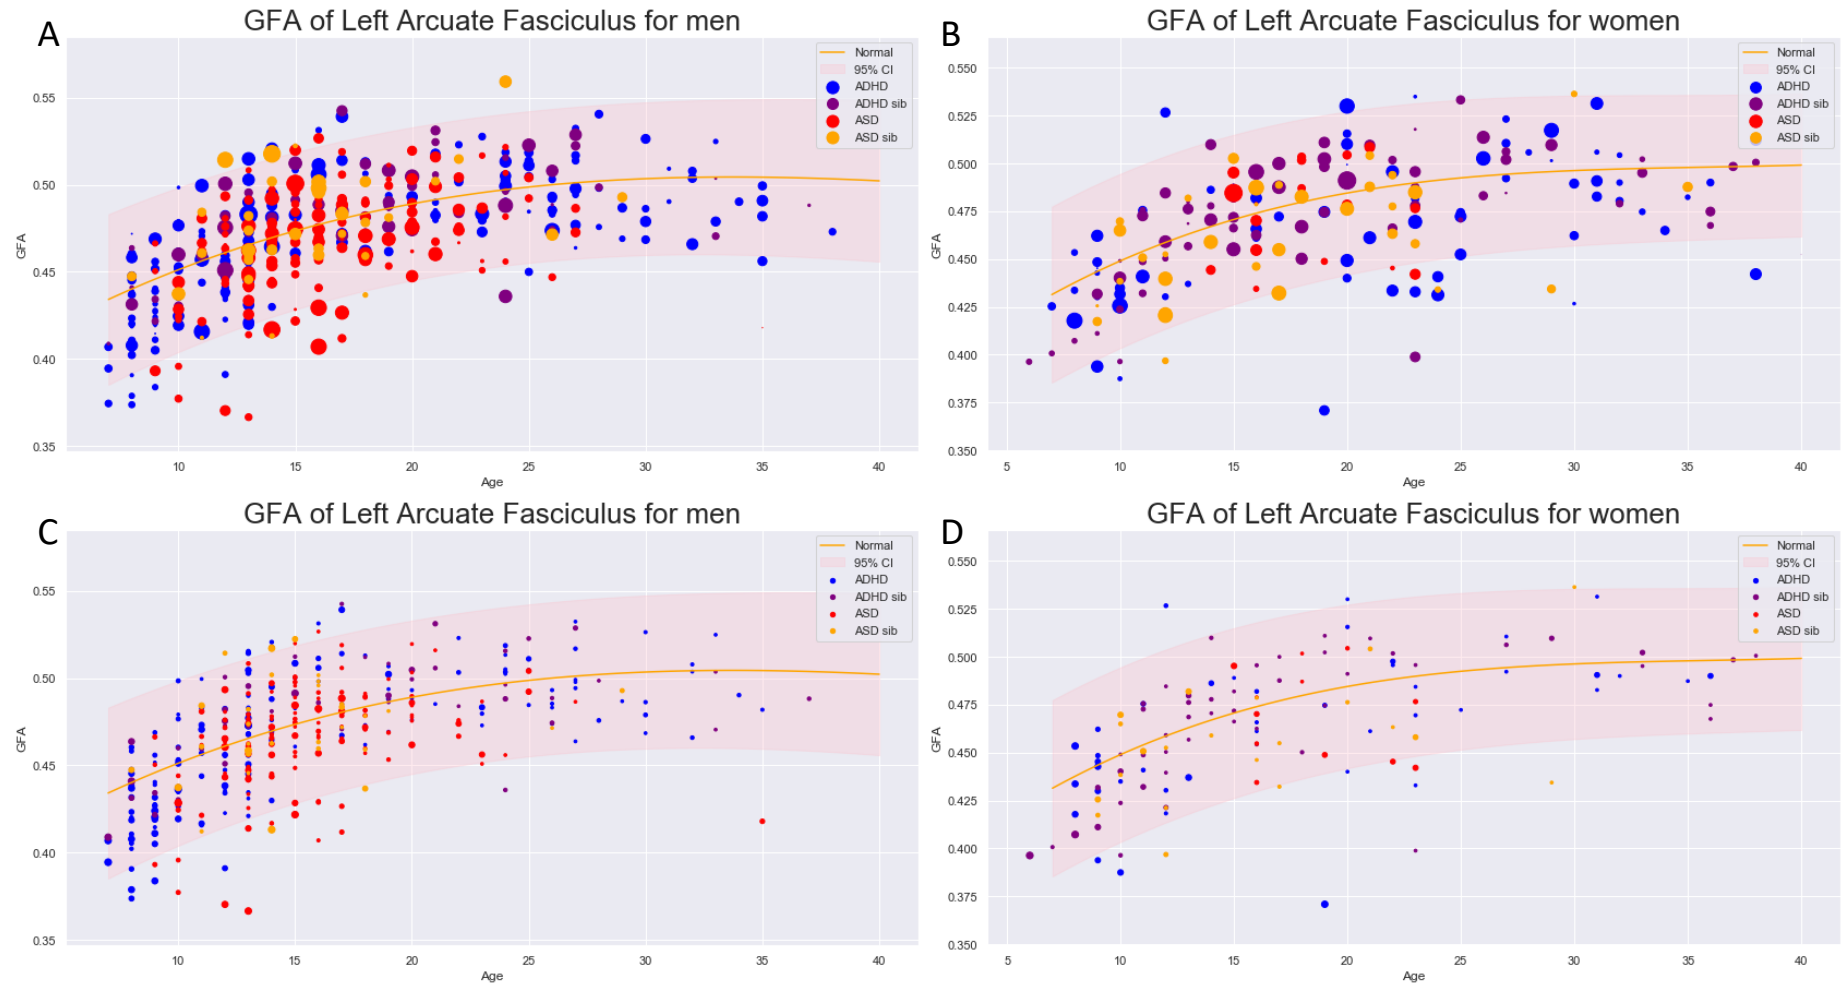 A
GFA of Left Arcuate Fasciculus for men
Normal
95% CI
ADHD
ADHD sib
ASD
ASD sib
0.55
0.50
0.45
0.40
0.35
GFA
10 15 20 25 30 35 40
Age
B
GFA of Left Arcuate Fasciculus for women
Normal
95% CI
ADHD
ADHD sib
ASD
ASD sib
0.550
0.525
0.500
0.475
0.450
0.425
0.400
0.375
0.350
GFA
5 10 15 20 25 30 35 40
Age
C
GFA of Left Arcuate Fasciculus for men
Normal
95% CI
ADHD
ADHD sib
ASD
ASD sib
0.55
0.50
0.45
0.40
0.35
GFA
10 15 20 25 30 35 40
Age
D
GFA of Left Arcuate Fasciculus for women
Normal
95% CI
ADHD
ADHD sib
ASD
ASD sib
0.550
0.525
0.500
0.475
0.450
0.425
0.400
0.375
0.350
GFA
5 10 15 20 25 30 35 40
Age